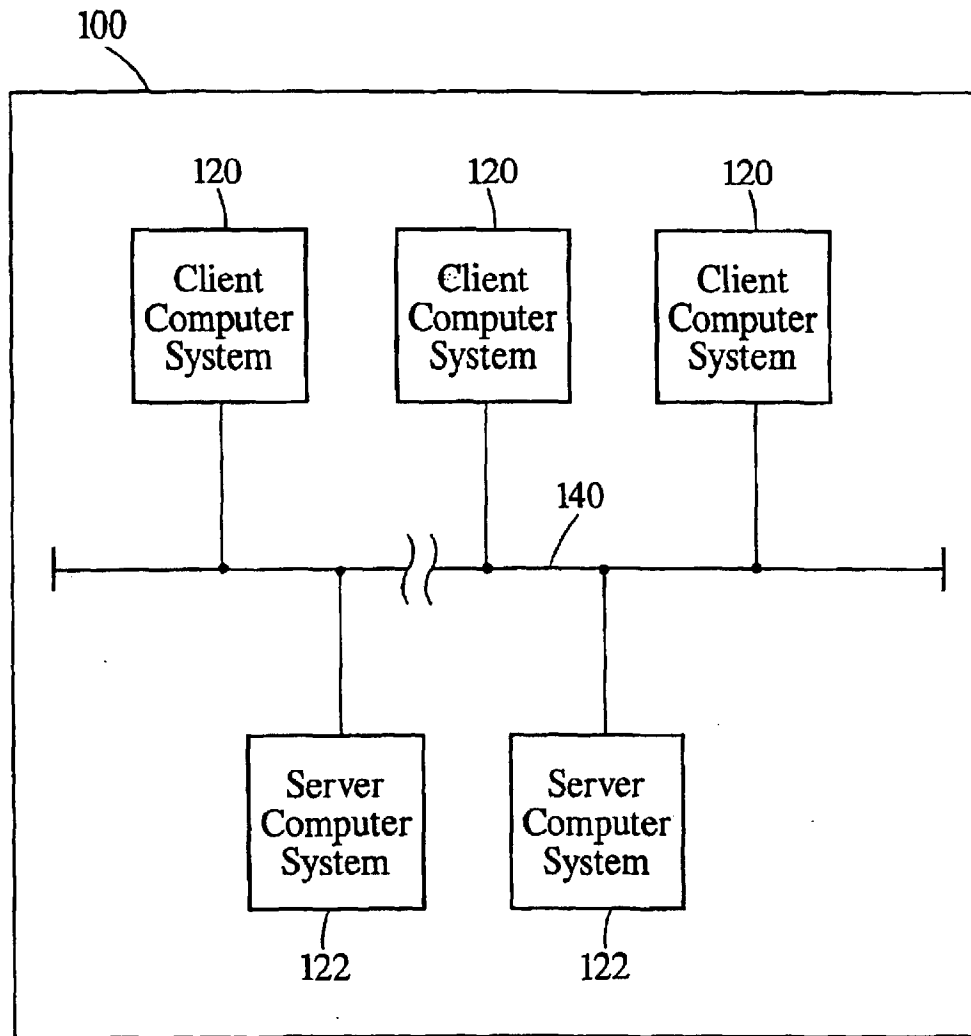 100
120
120
120
Client
Computer
System
Client
Computer
System
Client
Computer
System
140
Server
Computer
System
Server
Computer
System
122
122